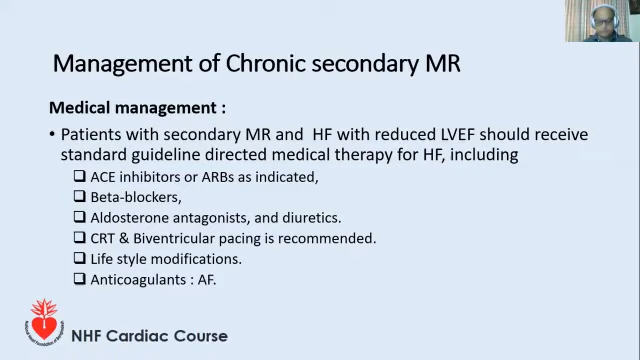 Management of Chronic secondary MR
Medical management :
• Patients with secondary MR and HF with reduced LVEF should receive
standard guideline directed medical therapy for HF, including
❑ ACE inhibitors or ARBs as indicated,
❑ Beta-blockers,
❑ Aldosterone antagonists, and diuretics.
❑ CRT & Biventricular pacing is recommended.
❑ Life style modifications.
❑ Anticoagulants : AF.
NHF Cardiac Course